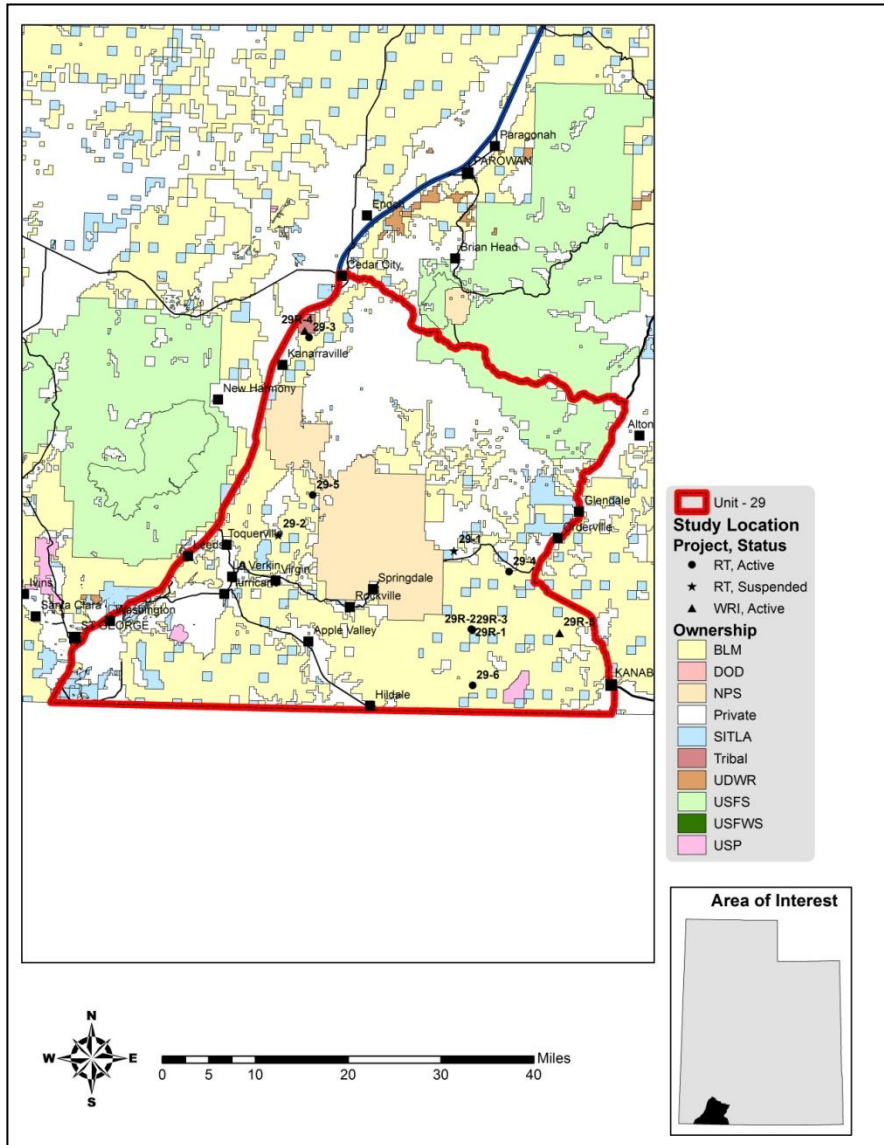 Paragonah
PAROWAN
Enoch
Brian Head
Cedar City
29R-4
29-3
Kanarraville
New Harmony
Alton
29-5
Glendale
29-2
Toquerville
29-1
Orderville
Leeds
29-4
La Verkin
Virgin
Springdale
Ivins
Hurricane
Rockville
Santa Clara
Washington
29R-2
29R-3
29R-5
ST GEORGE
29R-1
Apple Valley
29-6
KANAB
Hildale
Unit - 29
Study Location
Project, Status
RT, Active
RT, Suspended
WRI, Active
Ownership
BLM
DOD
NPS
Private
SITLA
Tribal
UDWR
USFS
USFWS
USP
Area of Interest
N
W E
S
0 5 10 20 30 40 Miles